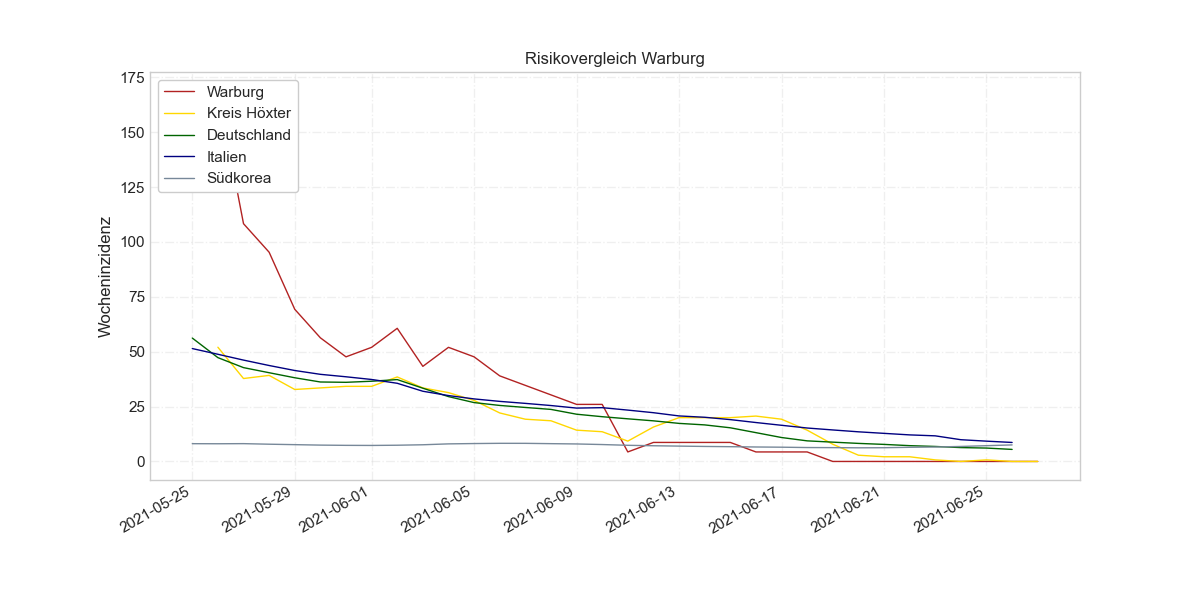 Risikovergleich Warburg
175
150
125
100
75
50
25
0
Wocheninzidenz
Warburg
Kreis Höxter
Deutschland
Italien
Südkorea
2021-05-25
2021-05-29
2021-06-01
2021-06-05
2021-06-09
2021-06-13
2021-06-17
2021-06-21
2021-06-25